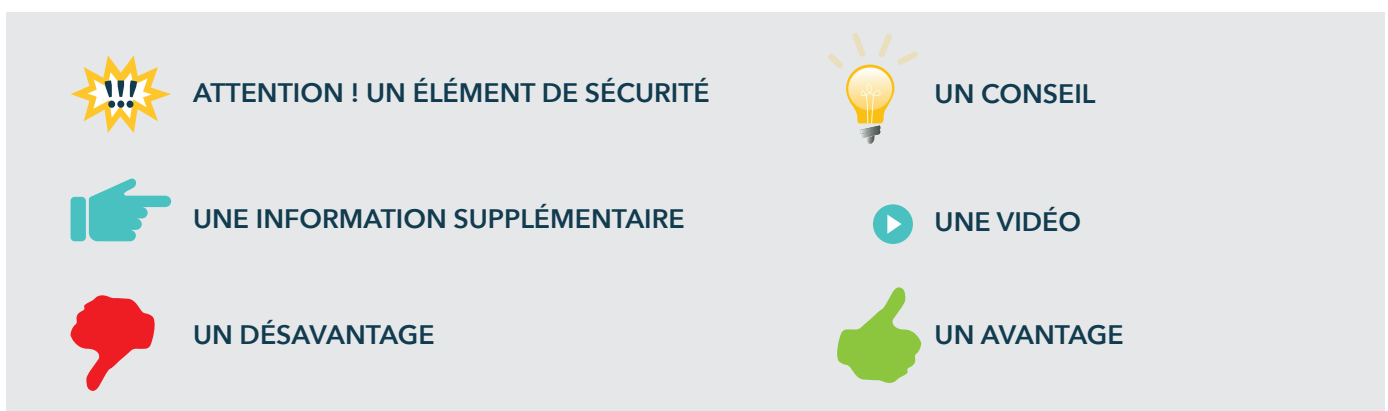 !!!
ATTENTION ! UN ÉLÉMENT DE SÉCURITÉ
UN CONSEIL
UNE INFORMATION SUPPLÉMENTAIRE
UNE VIDÉO
UN DÉSAVANTAGE
UN AVANTAGE